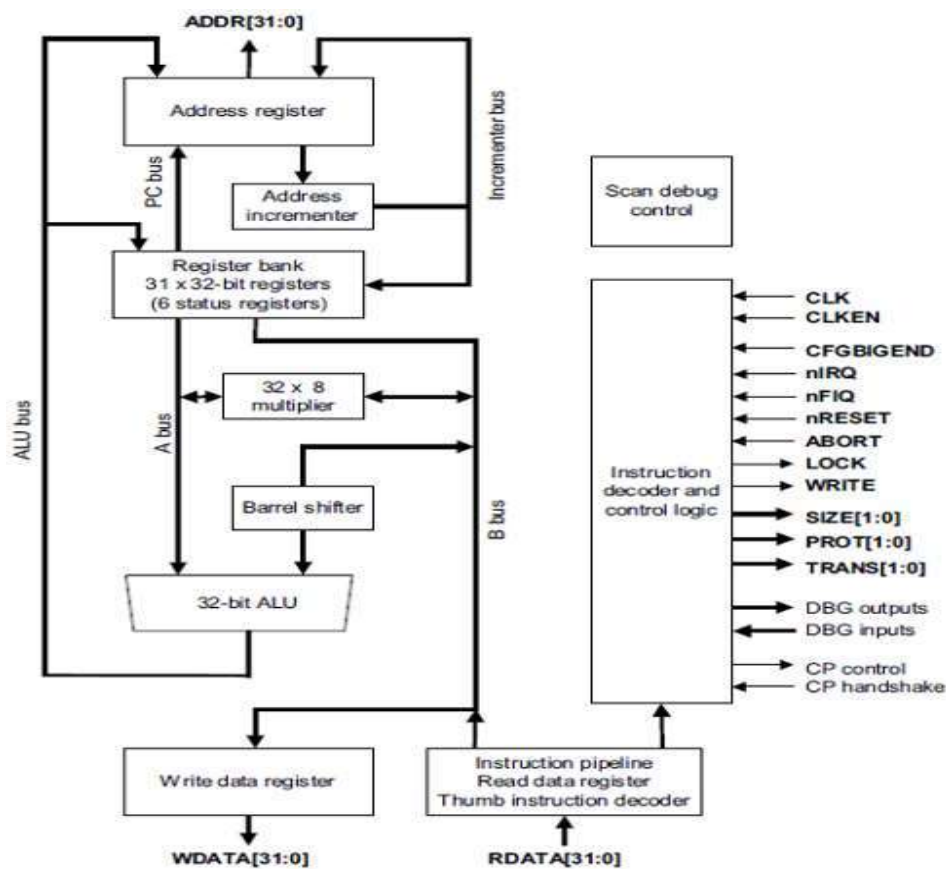 ADDR[31:0]
Address register
PC bus
Incrementer bus
Address
incrementer
Scan debug
control
Register bank
31 x 32-bit registers
(6 status registers)
CLK
CLKEN
CFGBIGEND
nIRQ
nFIQ
nRESET
ABORT
LOCK
WRITE
SIZE[1:0]
PROT[1:0]
TRANS[1:0]
DBG outputs
DBG inputs
CP control
CP handshake
32 x 8
multiplier
ALU bus
A bus
Barrel shifter
B bus
Instruction
decoder and
control logic
32-bit ALU
Write data register
Instruction pipeline
Read data register
Thumb instruction decoder
WDATA[31:0]
RDATA[31:0]